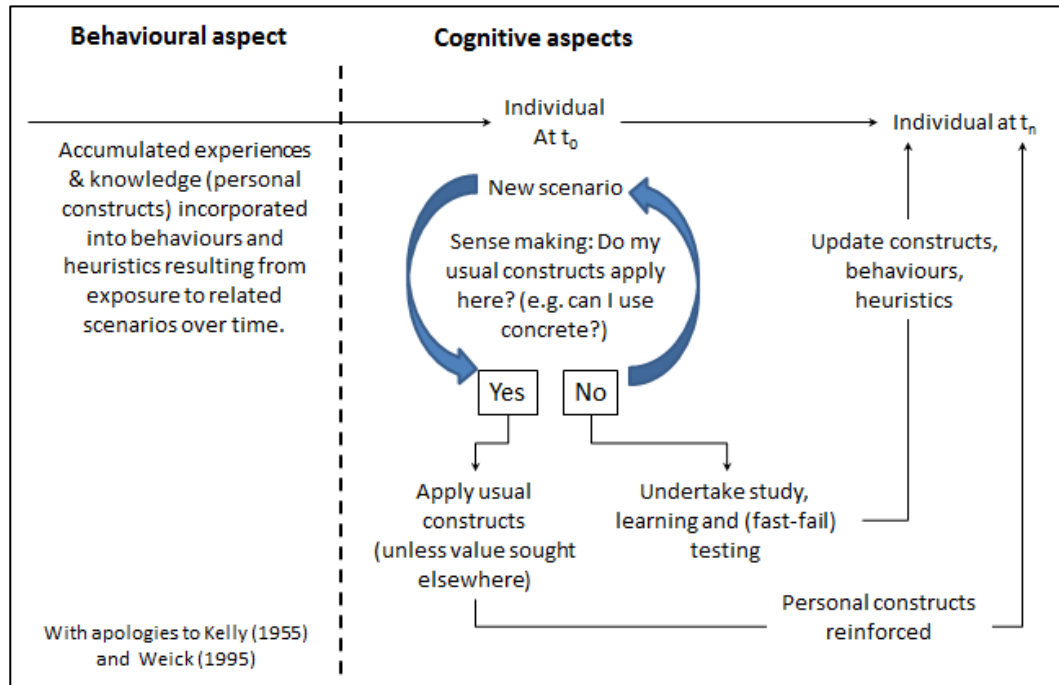 Behavioural aspect
Cognitive aspects
Individual
At t₀
Individual at tₙ
Accumulated experiences
& knowledge (personal
constructs) incorporated
into behaviours and
heuristics resulting from
exposure to related
scenarios over time.
New scenario
Sense making: Do my
usual constructs apply
here? (e.g. can I use
concrete?)
Update constructs,
behaviours,
heuristics
Yes
No
Apply usual
constructs
(unless value sought
elsewhere)
Undertake study,
learning and (fast-fail)
testing
Personal constructs
reinforced
With apologies to Kelly (1955)
and Weick (1995)